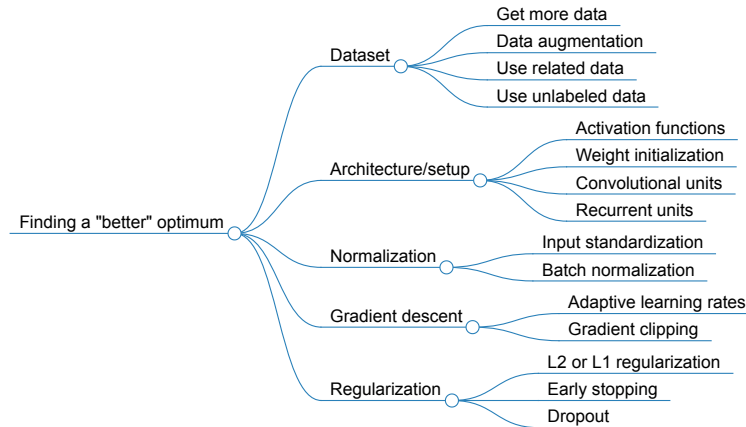 Finding a "better" optimum
Dataset
Get more data
Data augmentation
Use related data
Use unlabeled data
Architecture/setup
Activation functions
Weight initialization
Convolutional units
Recurrent units
Normalization
Input standardization
Batch normalization
Gradient descent
Adaptive learning rates
Gradient clipping
Regularization
L2 or L1 regularization
Early stopping
Dropout